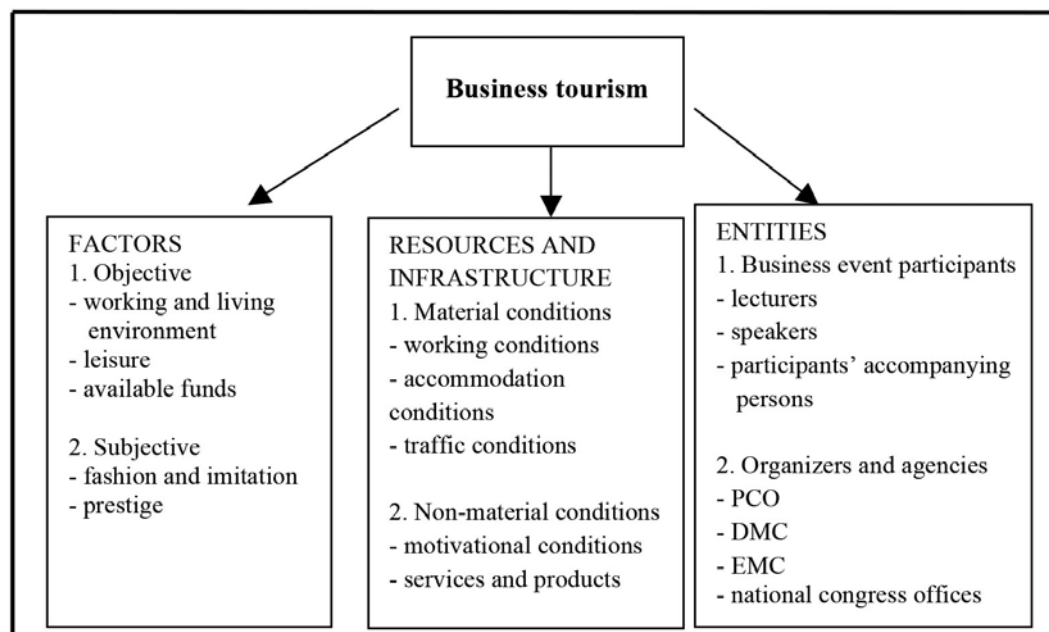 Business tourism
FACTORS
1. Objective
- working and living
environment
- leisure
- available funds
2. Subjective
- fashion and imitation
- prestige
RESOURCES AND
INFRASTRUCTURE
1. Material conditions
- working conditions
- accommodation
conditions
- traffic conditions
2. Non-material conditions
- motivational conditions
- services and products
ENTITIES
1. Business event participants
- lecturers
- speakers
- participants’ accompanying
persons
2. Organizers and agencies
- PCO
- DMC
- EMC
- national congress offices